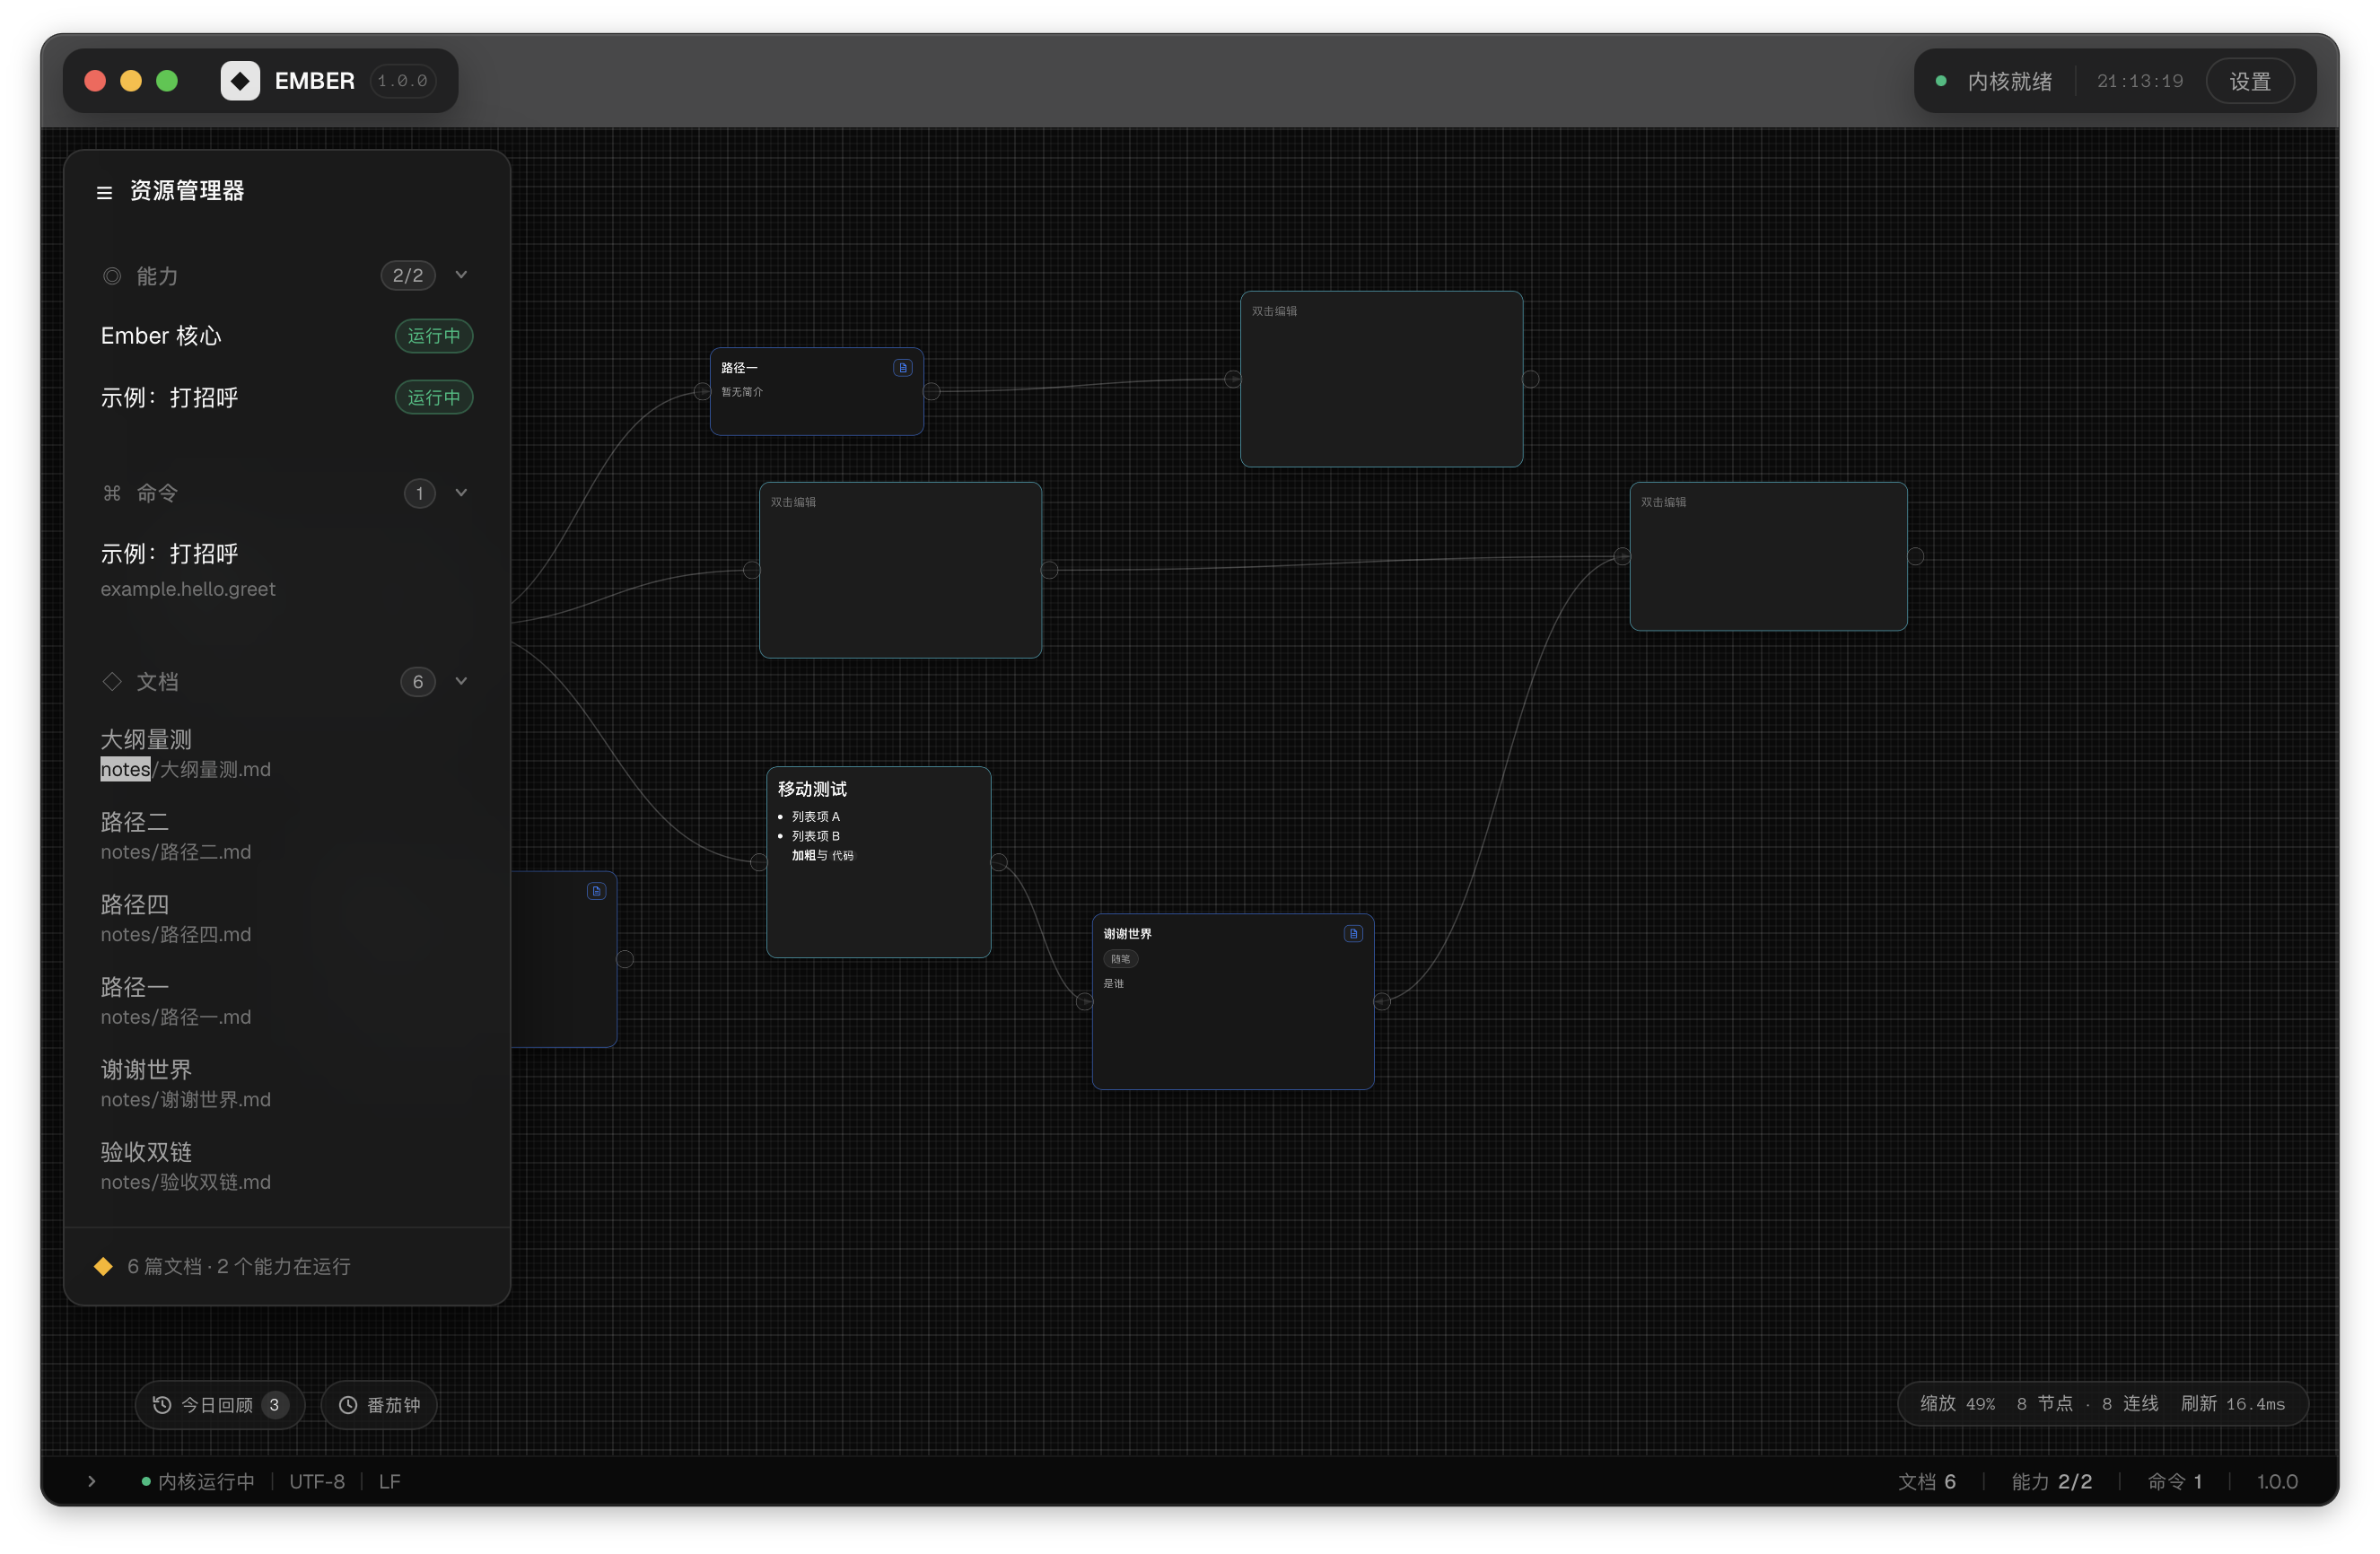 EMBER 1.0.0
内核就绪 21:13:19 设置
资源管理器
能力 2/2
Ember 核心 运行中
示例：打招呼 运行中
命令 1
示例：打招呼
example.hello.greet
文档 6
大纲量测
notes/大纲量测.md
路径二
notes/路径二.md
路径四
notes/路径四.md
路径一
notes/路径一.md
谢谢世界
notes/谢谢世界.md
验收双链
notes/验收双链.md
6 篇文档 · 2 个能力在运行
路径一
暂无简介
双击编辑
双击编辑
双击编辑
移动测试
列表项 A
列表项 B
加粗与 代码
谢谢世界
随笔
是谁
今日回顾 3
番茄钟
缩放 49% 8 节点 · 8 连线 刷新 16.4ms
内核运行中 UTF-8 LF
文档 6 能力 2/2 命令 1 1.0.0